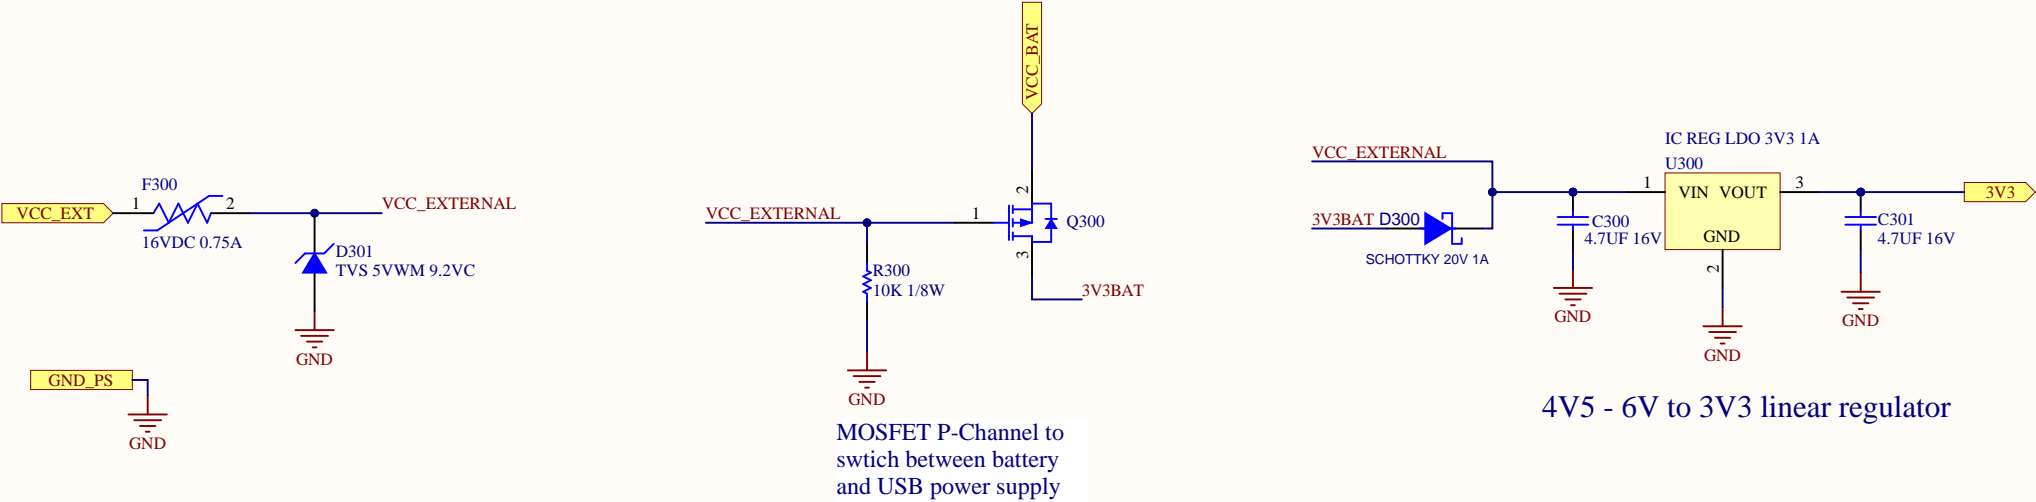 VCC_EXT
1
F300
2
16VDC 0.75A
VCC_EXTERNAL
D301
TVS 5VWM 9.2VC
GND
GND_PS
GND
VCC_BAT
VCC_EXTERNAL
1
2
3
Q300
R300
10K 1/8W
3V3BAT
GND
MOSFET P-Channel to
swtich between battery
and USB power supply
VCC_EXTERNAL
3V3BAT D300
SCHOTTKY 20V 1A
C300
4.7UF 16V
GND
IC REG LDO 3V3 1A
U300
1
VIN VOUT
3
GND
2
GND
C301
4.7UF 16V
GND
3V3
4V5 - 6V to 3V3 linear regulator